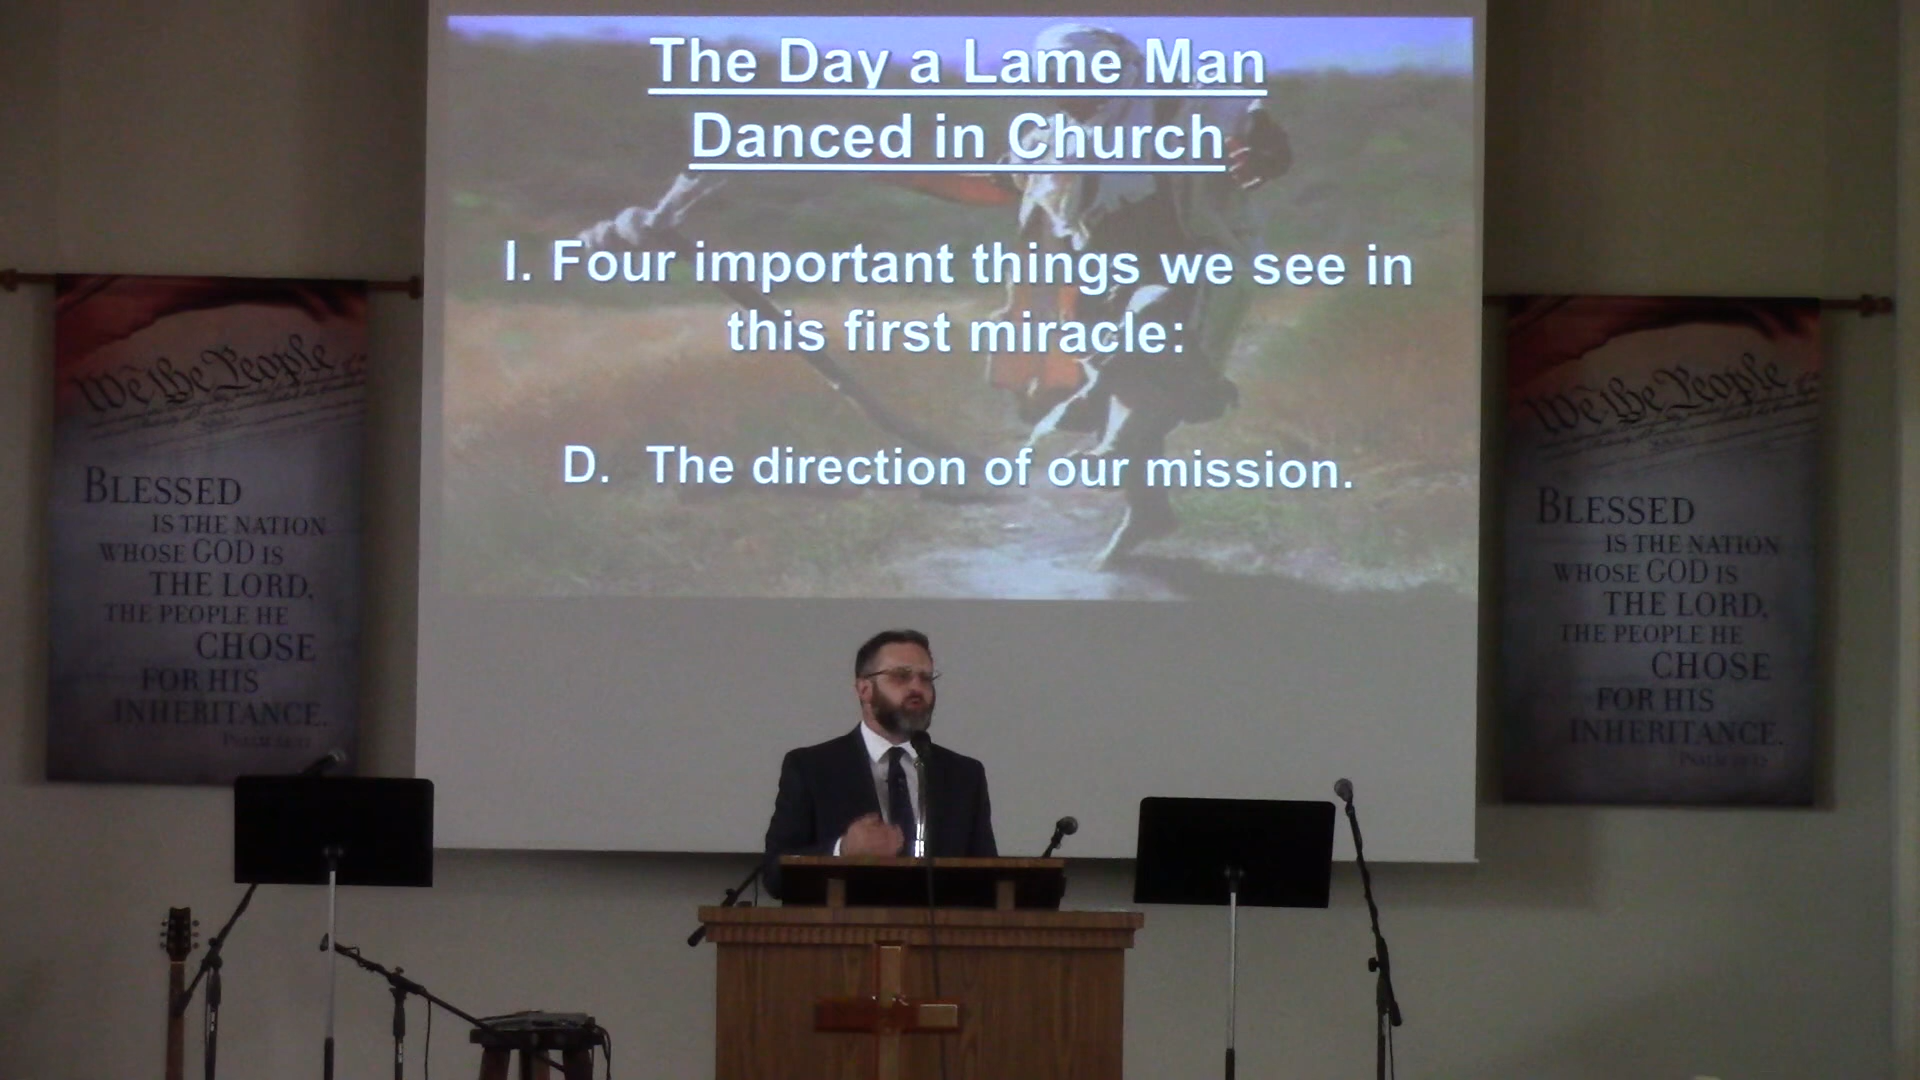 The Day a Lame Man
Danced in Church
I. Four important things we see in
this first miracle:
D. The direction of our mission.
We the People
BLESSED
IS THE NATION
WHOSE GOD IS
THE LORD,
THE PEOPLE HE
CHOSE
FOR HIS
INHERITANCE.
We the People
BLESSED
IS THE NATION
WHOSE GOD IS
THE LORD,
THE PEOPLE HE
CHOSE
FOR HIS
INHERITANCE.